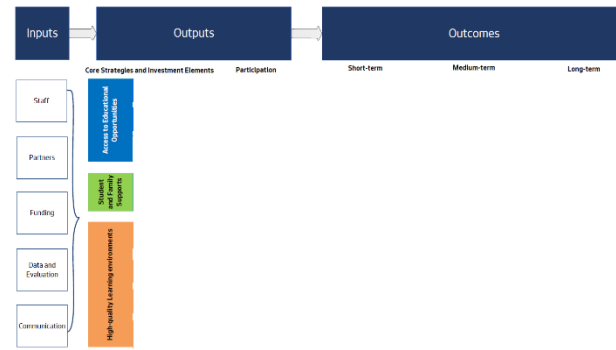 Inputs
Outputs
Outcomes
Core Strategies and Investment Elements
Participation
Short-term
Medium-term
Long-term
Staff
Partners
Funding
Data and
Evaluation
Communication
Access to Educational
Opportunities
Student
and Family
Supports
High-quality Learning environments